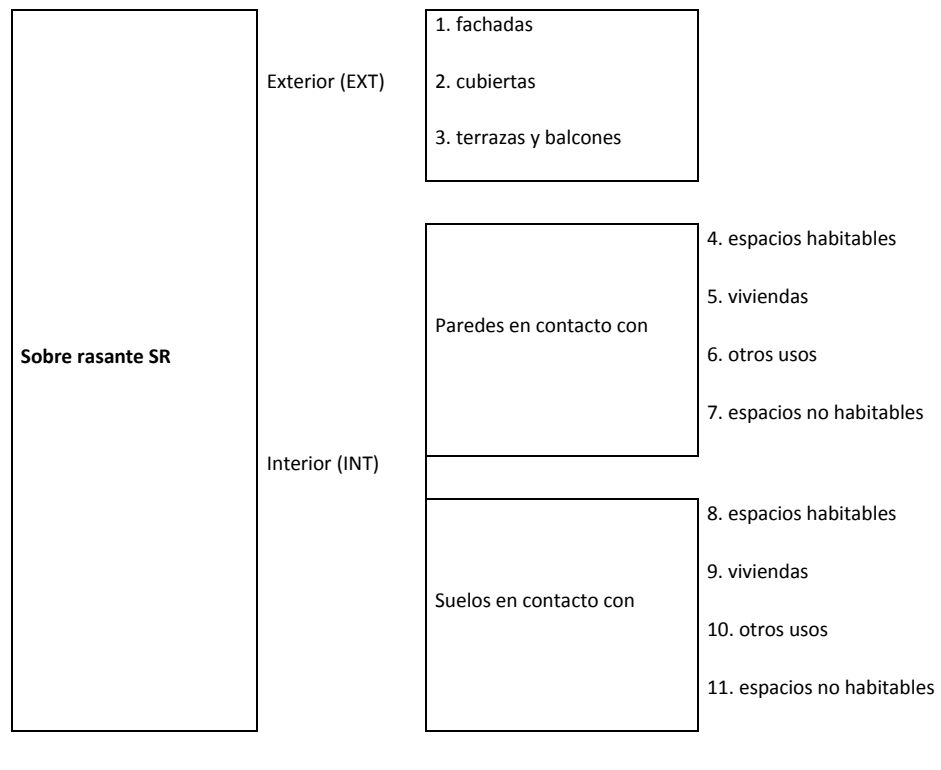 Sobre rasante SR
Exterior (EXT)
1. fachadas
2. cubiertas
3. terrazas y balcones
Interior (INT)
Paredes en contacto con
4. espacios habitables
5. viviendas
6. otros usos
7. espacios no habitables
Suelos en contacto con
8. espacios habitables
9. viviendas
10. otros usos
11. espacios no habitables